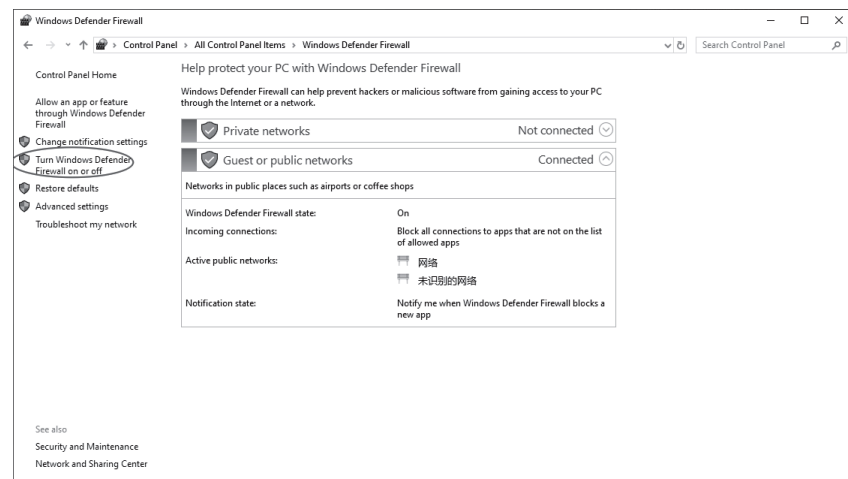 Windows Defender Firewall
Control Panel > All Control Panel Items > Windows Defender Firewall
Search Control Panel
Control Panel Home
Allow an app or feature
through Windows Defender
Firewall
Change notification settings
Turn Windows Defender
Firewall on or off
Restore defaults
Advanced settings
Troubleshoot my network
See also
Security and Maintenance
Network and Sharing Center
Help protect your PC with Windows Defender Firewall
Windows Defender Firewall can help prevent hackers or malicious software from gaining access to your PC
through the Internet or a network.
Private networks Not connected
Guest or public networks Connected
Networks in public places such as airports or coffee shops
Windows Defender Firewall state: On
Incoming connections: Block all connections to apps that are not on the list
of allowed apps
Active public networks: 网络
未识别的网络
Notification state: Notify me when Windows Defender Firewall blocks a
new app